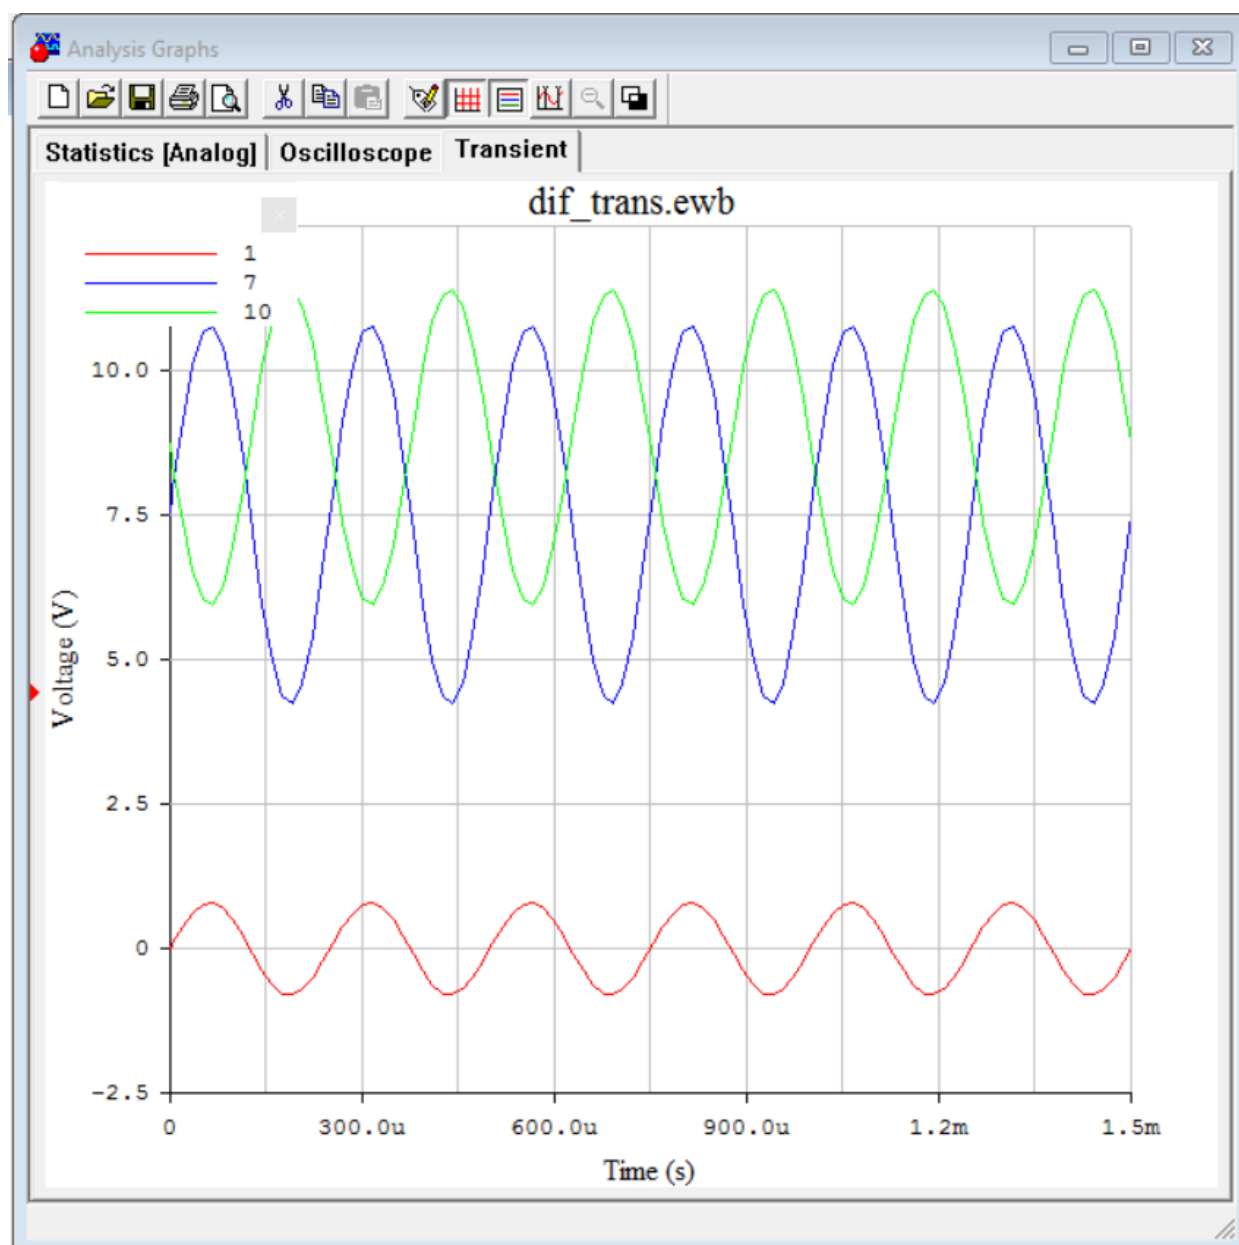 Analysis Graphs
Statistics [Analog] Oscilloscope Transient
dif_trans.ewb
1
7
10
10.0
7.5
5.0
2.5
0
-2.5
Voltage (V)
0 300.0u 600.0u 900.0u 1.2m 1.5m
Time (s)